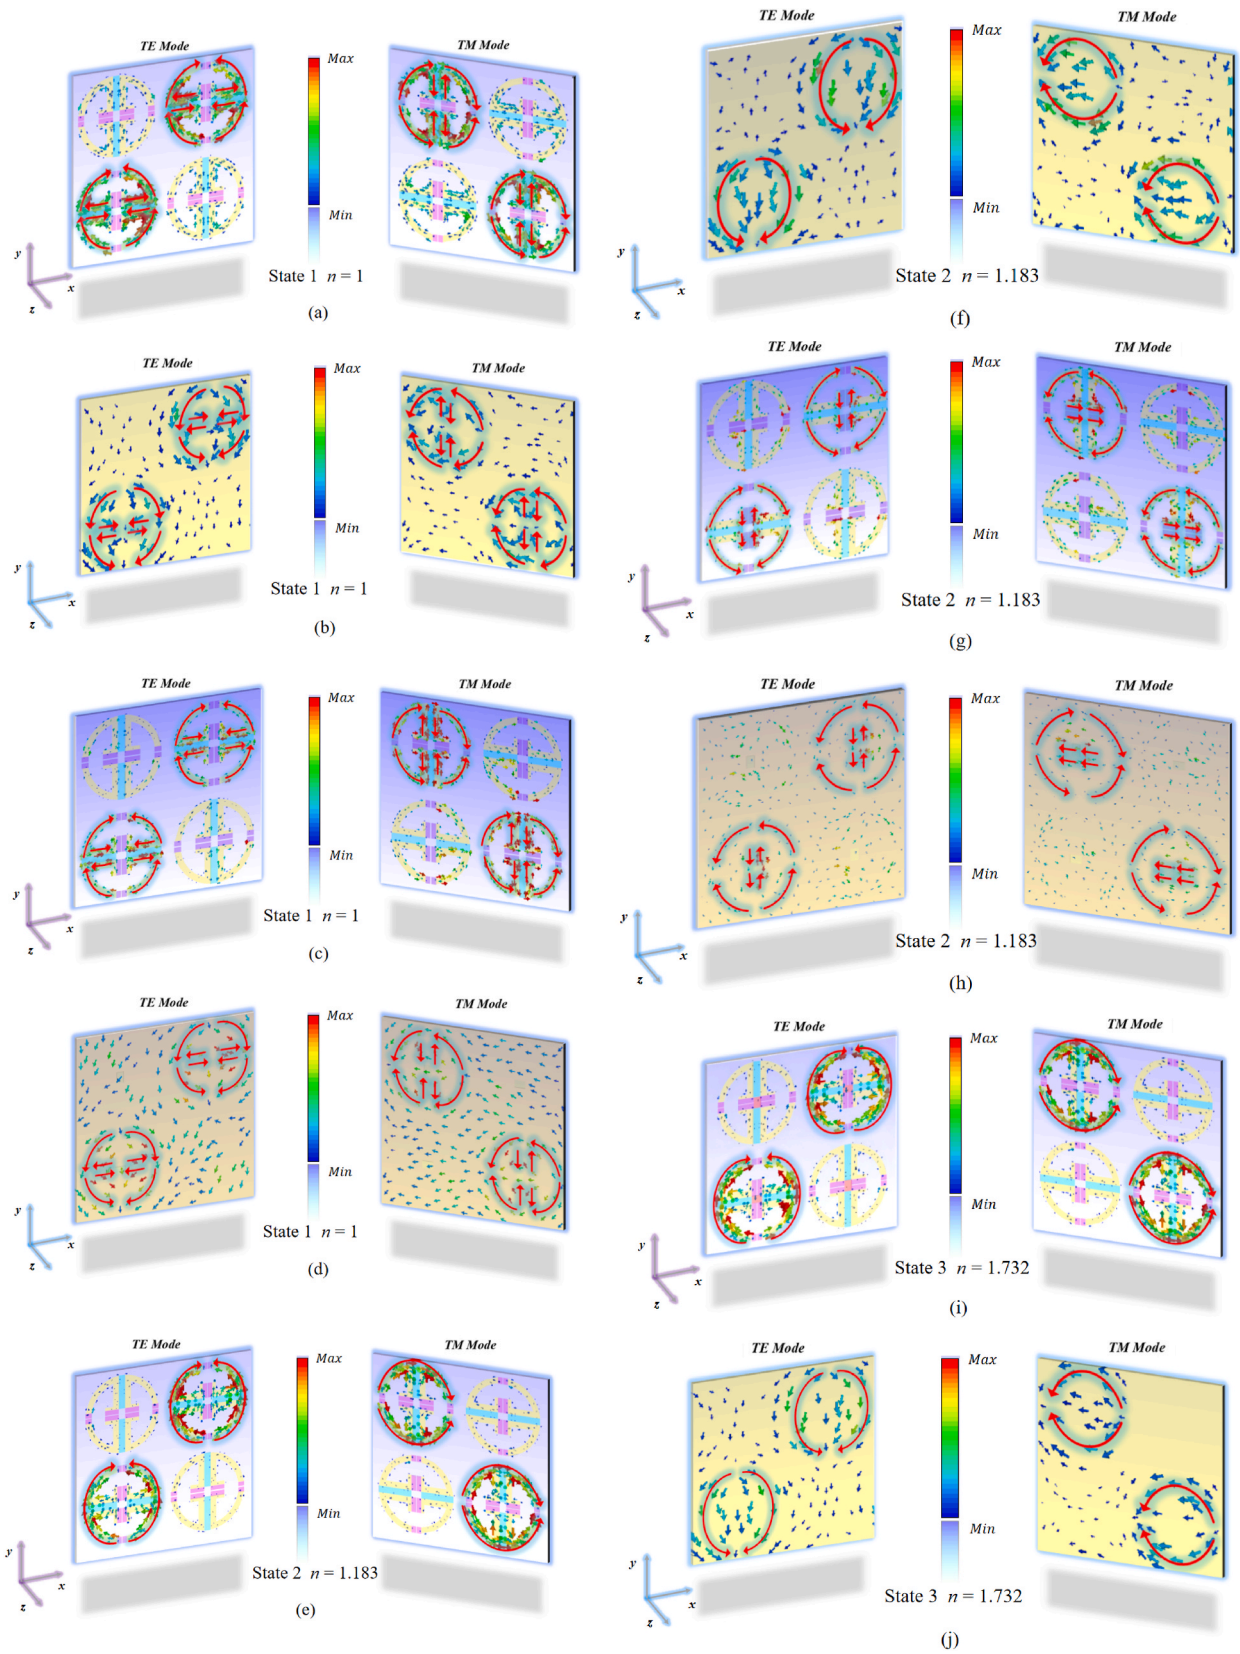 TE Mode
TM Mode
Max
Min
y
x
z
State 1 n = 1
(a)
TE Mode
TM Mode
Max
Min
y
x
z
State 1 n = 1
(b)
TE Mode
TM Mode
Max
Min
y
x
z
State 1 n = 1
(c)
TE Mode
TM Mode
Max
Min
y
x
z
State 1 n = 1
(d)
TE Mode
TM Mode
Max
Min
y
x
z
State 2 n = 1.183
(e)
TE Mode
TM Mode
Max
Min
y
x
z
State 2 n = 1.183
(f)
TE Mode
TM Mode
Max
Min
y
x
z
State 2 n = 1.183
(g)
TE Mode
TM Mode
Max
Min
y
x
z
State 2 n = 1.183
(h)
TE Mode
TM Mode
Max
Min
y
x
z
State 3 n = 1.732
(i)
TE Mode
TM Mode
Max
Min
y
x
z
State 3 n = 1.732
(j)